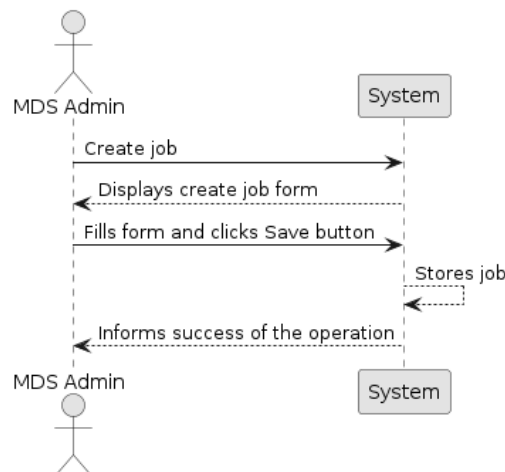 MDS Admin
System
Create job
Displays create job form
Fills form and clicks Save button
Stores job
Informs success of the operation
MDS Admin
System